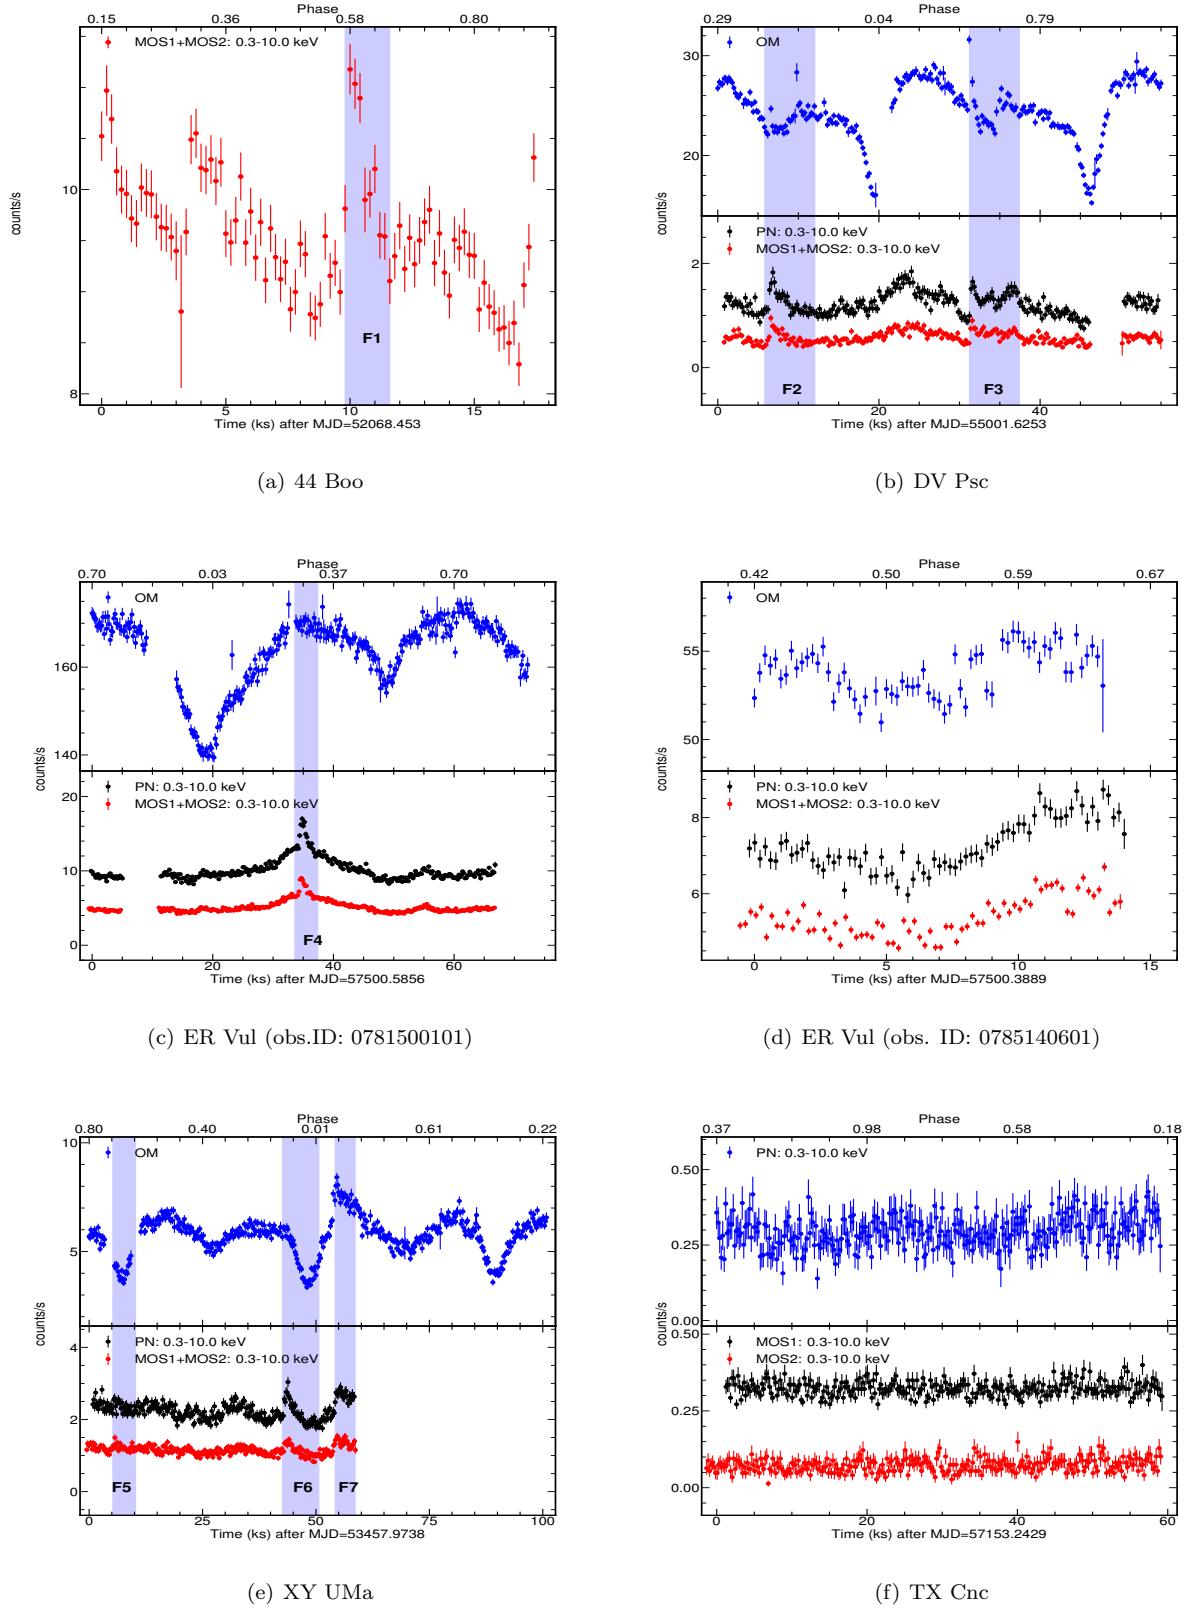 Phase
0.15 0.36 0.58 0.80
MOS1+MOS2: 0.3-10.0 keV
10
8
counts/s
F1
0 5 10 15
Time (ks) after MJD=52068.453
(a) 44 Boo
Phase
0.29 0.04 0.79
OM
30
20
counts/s
PN: 0.3-10.0 keV
MOS1+MOS2: 0.3-10.0 keV
2
0
F2 F3
0 20 40
Time (ks) after MJD=55001.6253
(b) DV Psc
Phase
0.70 0.03 0.37 0.70
OM
160
140
counts/s
PN: 0.3-10.0 keV
MOS1+MOS2: 0.3-10.0 keV
20
10
0
F4
0 20 40 60
Time (ks) after MJD=57500.5856
(c) ER Vul (obs.ID: 0781500101)
Phase
0.42 0.50 0.59 0.67
OM
55
50
counts/s
PN: 0.3-10.0 keV
MOS1+MOS2: 0.3-10.0 keV
8
6
0 5 10 15
Time (ks) after MJD=57500.3889
(d) ER Vul (obs. ID: 0785140601)
Phase
0.80 0.40 0.01 0.61 0.22
10
OM
5
counts/s
PN: 0.3-10.0 keV
MOS1+MOS2: 0.3-10.0 keV
4
2
0
F5 F6 F7
0 25 50 75 100
Time (ks) after MJD=53457.9738
(e) XY UMa
Phase
0.37 0.98 0.58 0.18
PN: 0.3-10.0 keV
0.50
0.25
0.00
counts/s
0.50
MOS1: 0.3-10.0 keV
MOS2: 0.3-10.0 keV
0.25
0.00
0 20 40 60
Time (ks) after MJD=57153.2429
(f) TX Cnc